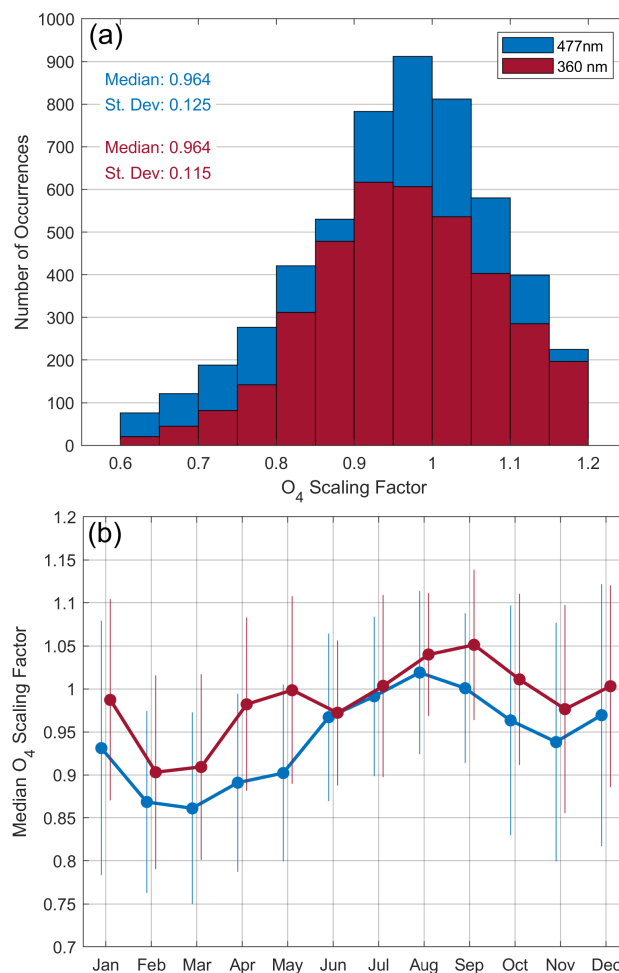 1000
900
800
700
600
500
400
300
200
100
0
Number of Occurrences
(a)
Median: 0.964
St. Dev: 0.125
Median: 0.964
St. Dev: 0.115
477nm
360 nm
0.6 0.7 0.8 0.9 1 1.1 1.2
O4 Scaling Factor
1.2
1.15
1.1
1.05
1
0.95
0.9
0.85
0.8
0.75
0.7
Median O4 Scaling Factor
(b)
Jan Feb Mar Apr May Jun Jul Aug Sep Oct Nov Dec